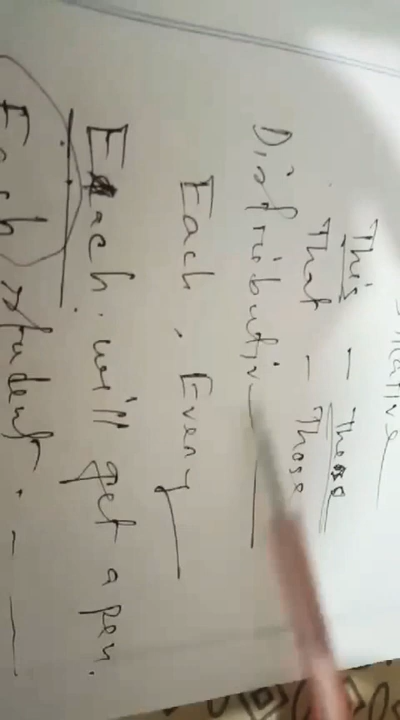 This - These
That - Those
Distributive
Each, Every
Each will get a pen.
Each student. - -